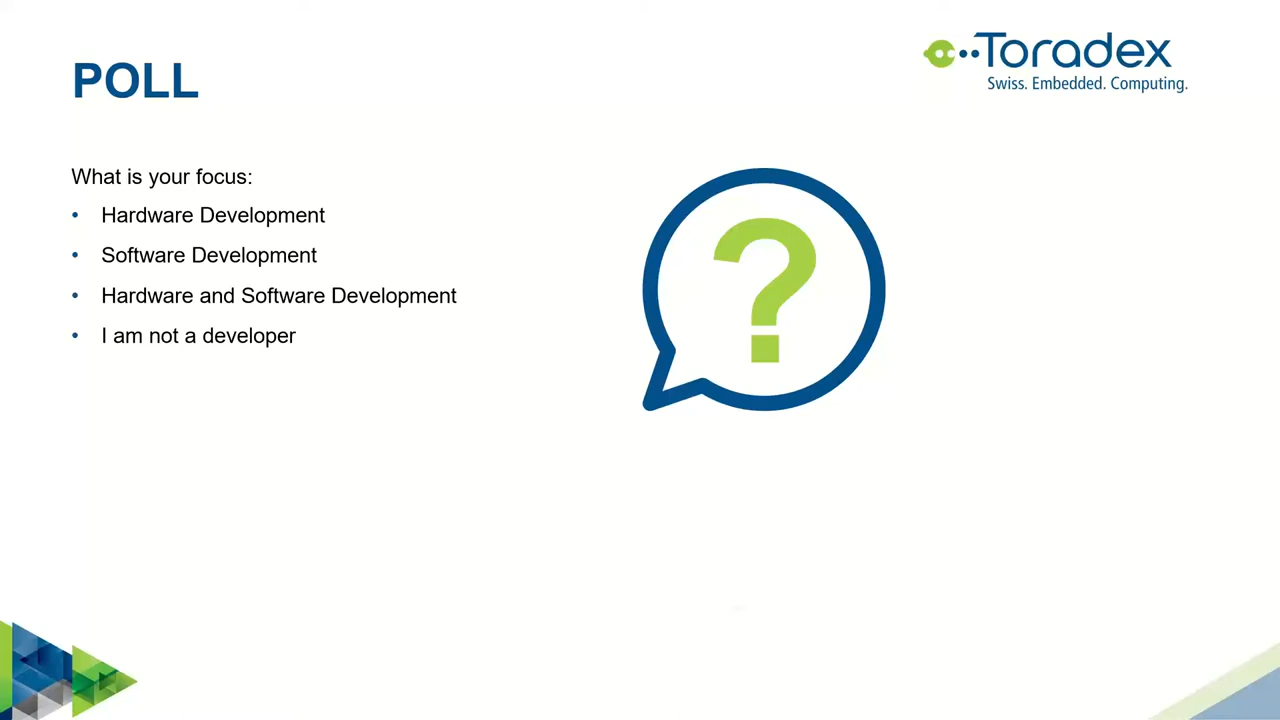 POLL
Toradex
Swiss. Embedded. Computing.
What is your focus:
• Hardware Development
• Software Development
• Hardware and Software Development
• I am not a developer
?